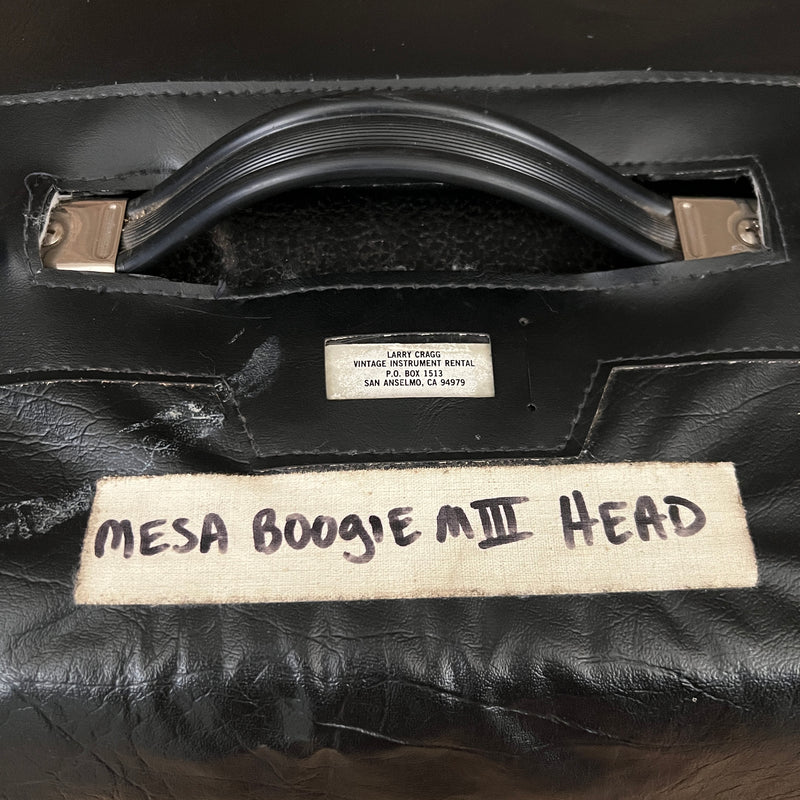 LARRY CRAGG
VINTAGE INSTRUMENT RENTAL
P.O. BOX 1513
SAN ANSELMO, CA 94979
MESA BOOGIE MIII HEAD